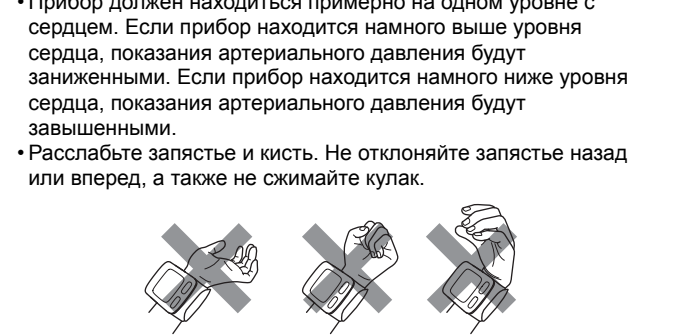 • Прибор должен находиться примерно на одном уровне с
сердцем. Если прибор находится намного выше уровня
сердца, показания артериального давления будут
заниженными. Если прибор находится намного ниже уровня
сердца, показания артериального давления будут
завышенными.
• Расслабьте запястье и кисть. Не отклоняйте запястье назад
или вперед, а также не сжимайте кулак.